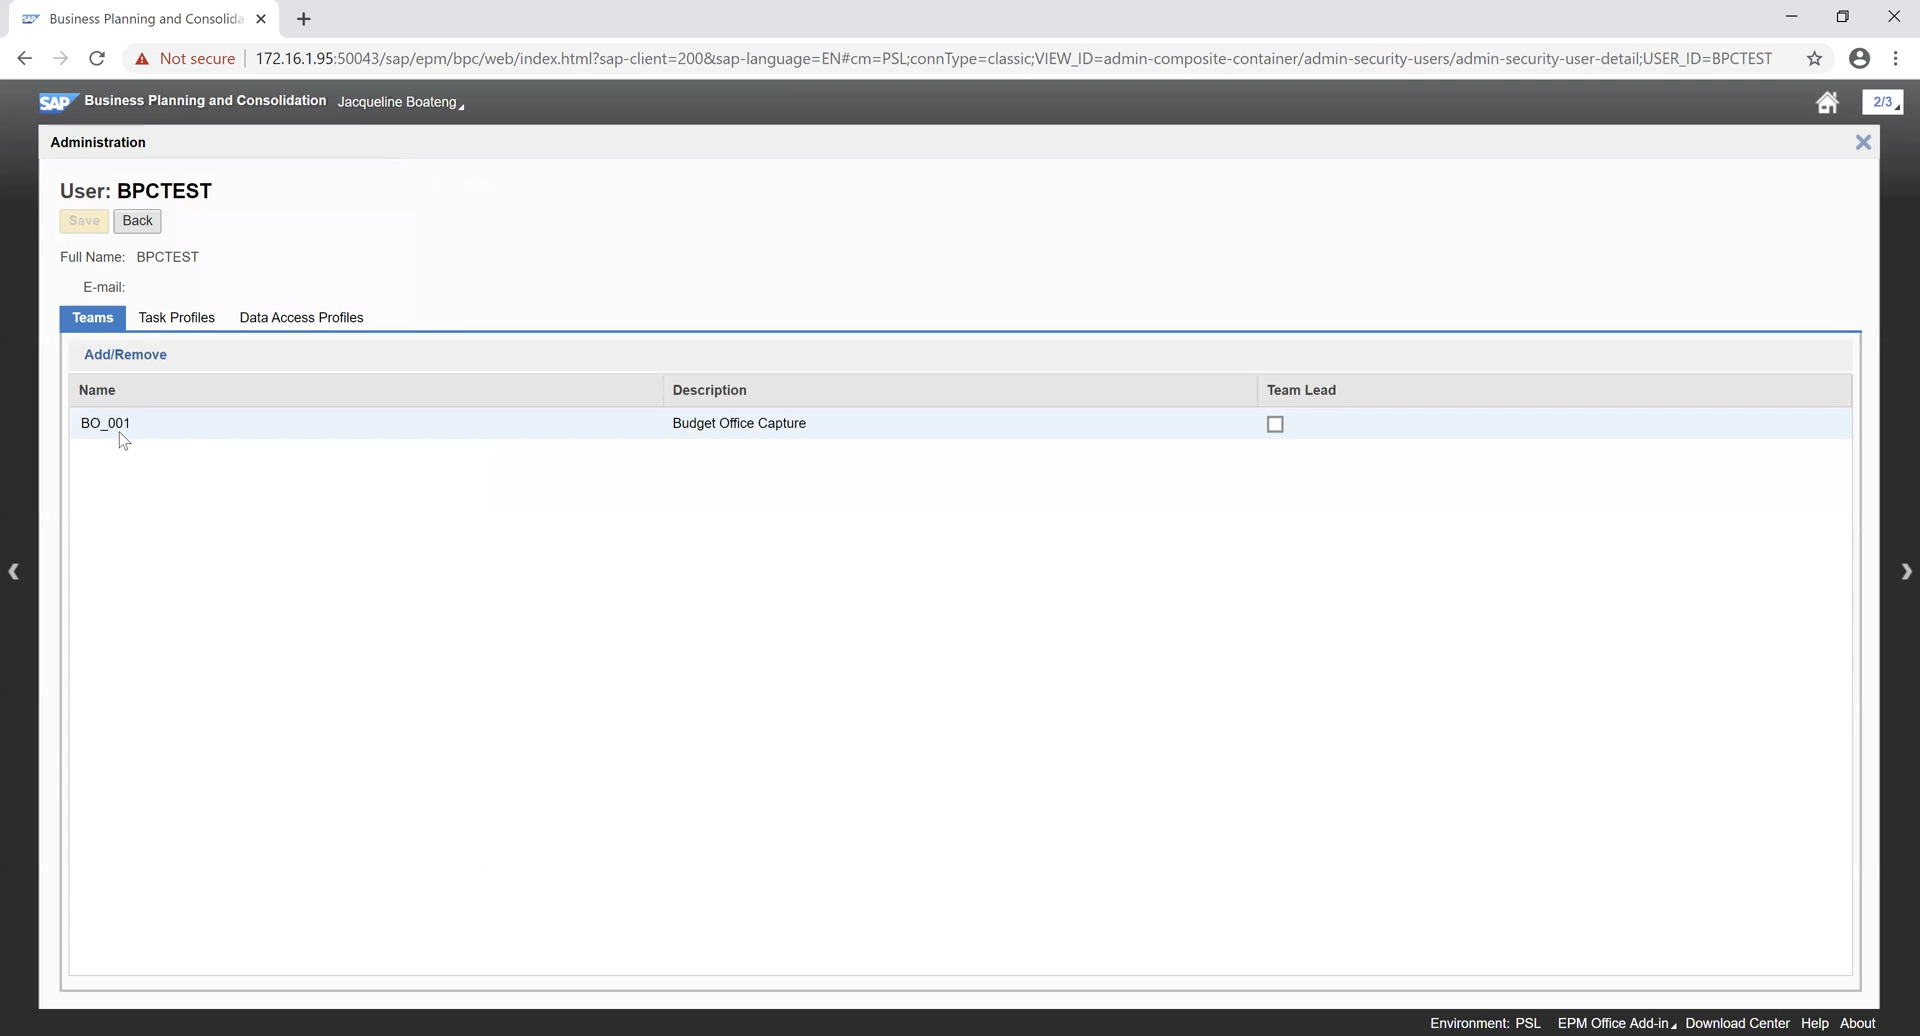 SAP Business Planning and Consolida
Not secure 172.16.1.95:50043/sap/epm/bpc/web/index.html?sap-client=200&sap-language=EN#cm=PSL;connType=classic;VIEW_ID=admin-composite-container/admin-security-users/admin-security-user-detail;USER_ID=BPCTEST
SAP Business Planning and Consolidation Jacqueline Boateng 2/3
Administration
User: BPCTEST
Save Back
Full Name: BPCTEST
E-mail:
Teams Task Profiles Data Access Profiles
Add/Remove
Name Description Team Lead
BO_001 Budget Office Capture
Environment: PSL EPM Office Add-in Download Center Help About